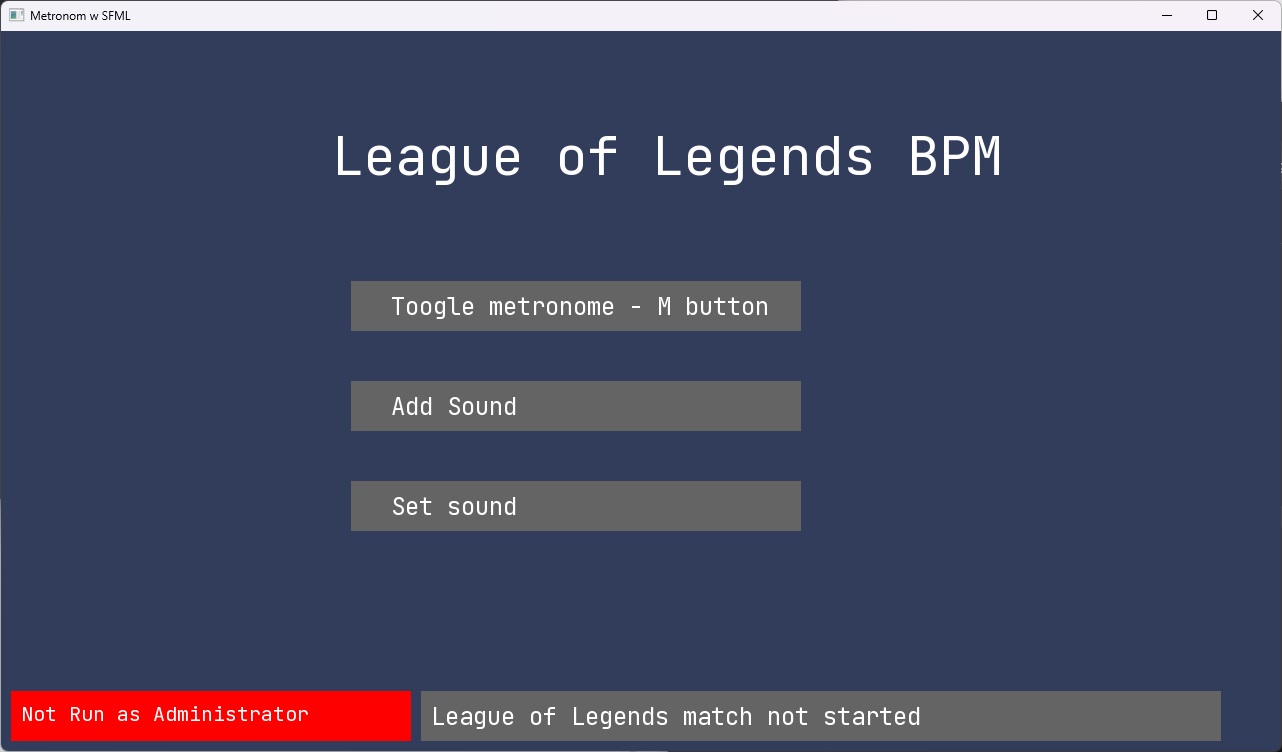 Metronom w SFML
League of Legends BPM
Toogle metronome - M button
Add Sound
Set sound
Not Run as Administrator
League of Legends match not started